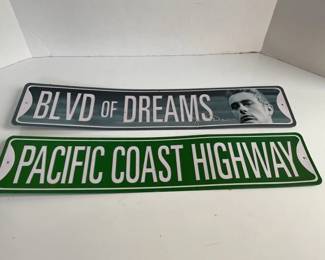 BLVD OF DREAMS
PACIFIC COAST HIGHWAY